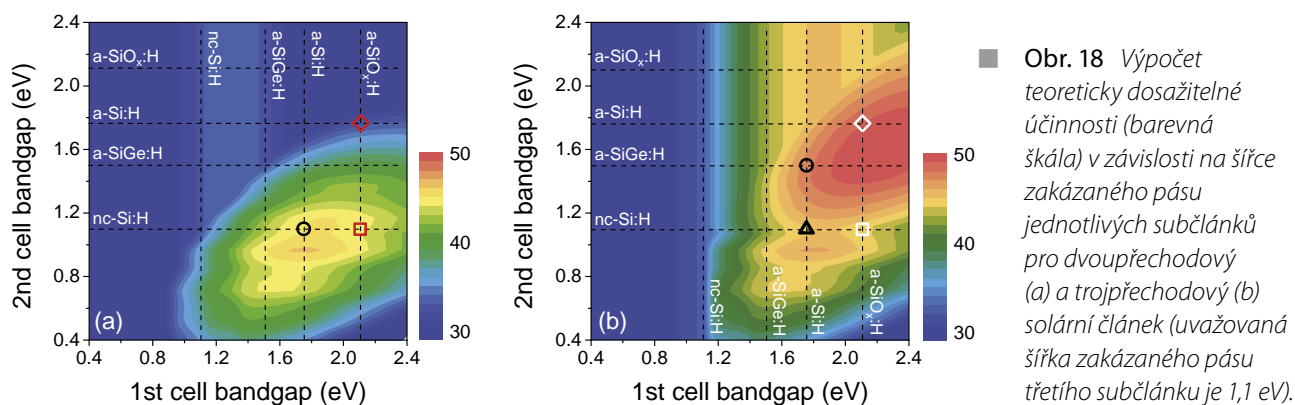 2.4
2.0
1.6
1.2
0.8
0.4
2nd cell bandgap (eV)
a-SiOx:H
a-Si:H
a-SiGe:H
nc-Si:H
nc-Si:H
a-SiGe:H
a-Si:H
a-SiOx:H
(a)
0.4 0.8 1.2 1.6 2.0 2.4
1st cell bandgap (eV)
50
40
30
2.4
2.0
1.6
1.2
0.8
0.4
2nd cell bandgap (eV)
a-SiOx:H
a-Si:H
a-SiGe:H
nc-Si:H
nc-Si:H
a-SiGe:H
a-Si:H
a-SiOx:H
(b)
0.4 0.8 1.2 1.6 2.0 2.4
1st cell bandgap (eV)
50
40
30
Obr. 18 Výpočet
teoreticky dosažitelné
účinnosti (barevná
škála) v závislosti na šířce
zakázaného pásu
jednotlivých subčlánků
pro dvoupřechodový
(a) a trojpřechodový (b)
solární článek (uvažovaná
šířka zakázaného pásu
třetího subčlánku je 1,1 eV).